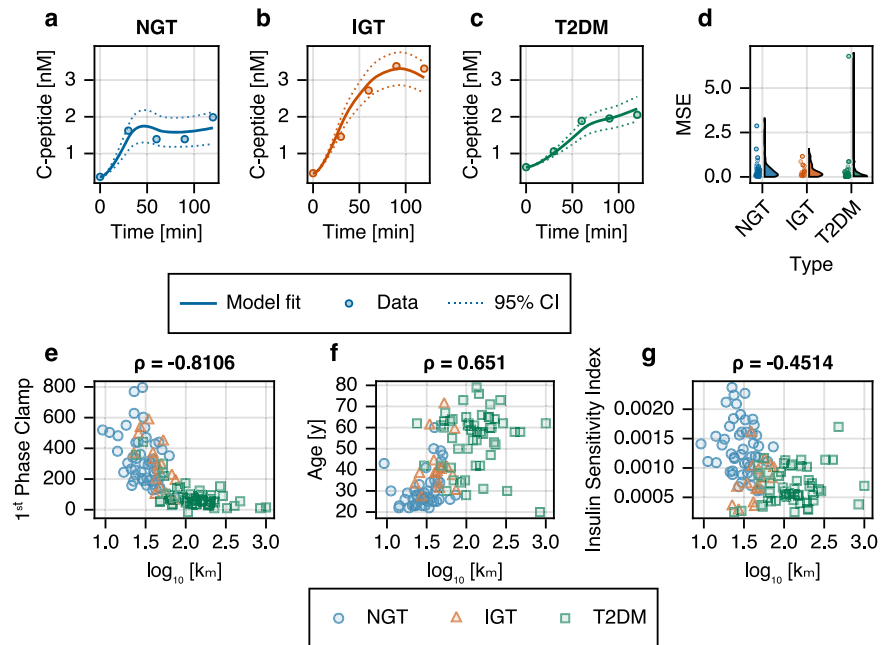 a NGT
b IGT
c T2DM
d
C-peptide [nM]
3
2
1
0
50
100
Time [min]
C-peptide [nM]
3
2
1
0
50
100
Time [min]
C-peptide [nM]
3
2
1
0
50
100
Time [min]
MSE
5.0
2.5
0.0
NGT
IGT
T2DM
Type
Model fit
Data
95% CI
e
ρ = -0.8106
1st Phase Clamp
800
600
400
200
0
1.0
1.5
2.0
2.5
3.0
log10 [km]
f
ρ = 0.651
Age [y]
80
70
60
50
40
30
20
1.0
1.5
2.0
2.5
3.0
log10 [km]
g
ρ = -0.4514
Insulin Sensitivity Index
0.0020
0.0015
0.0010
0.0005
1.0
1.5
2.0
2.5
3.0
log10 [km]
NGT
IGT
T2DM